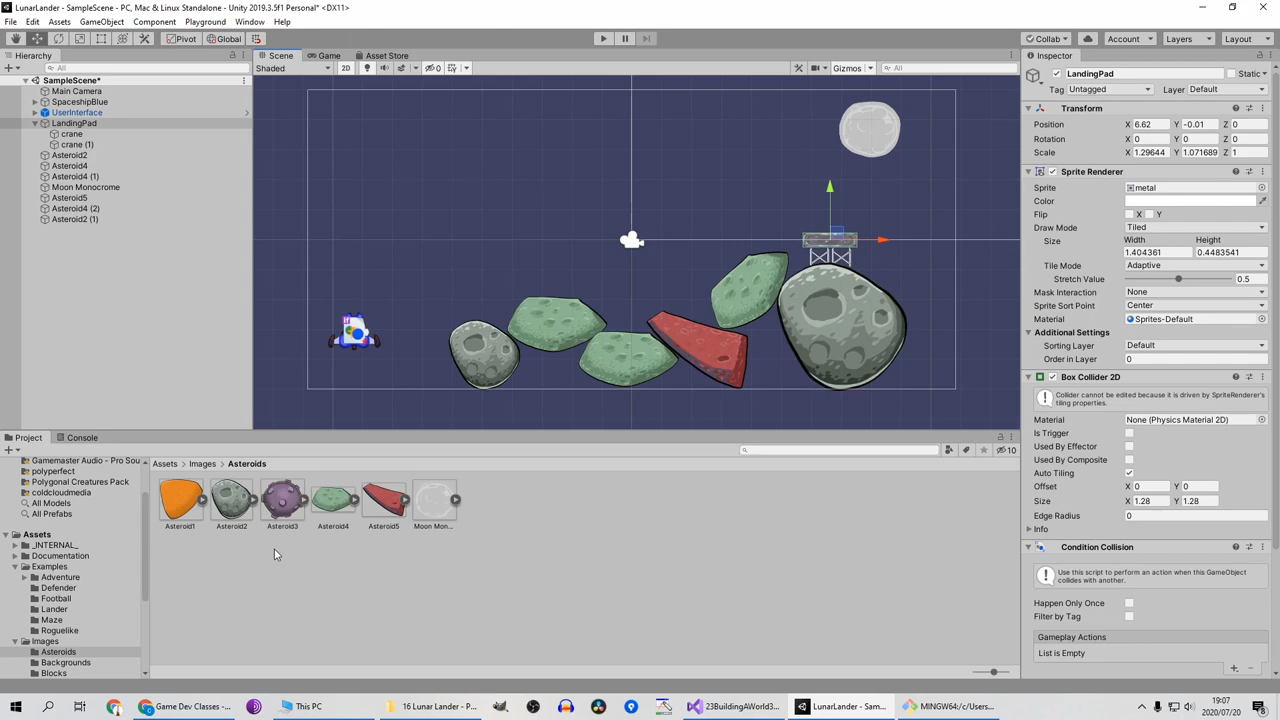 LunarLander - SampleScene - PC, Mac & Linux Standalone - Unity 2019.3.5f1 Personal* <DX11>
File Edit Assets GameObject Component Playground Window Help
Pivot Global Collab Account Layers Layout
Hierarchy
All
SampleScene*
Main Camera
SpaceshipBlue
UserInterface
LandingPad
crane
crane (1)
Asteroid2
Asteroid4
Asteroid4 (1)
Moon Monocrome
Asteroid5
Asteroid4 (2)
Asteroid2 (1)
Scene Game Asset Store
Shaded 2D 0 Gizmos All
Inspector
LandingPad Static
Tag Untagged Layer Default
Transform
Position X 6.62 Y -0.01 Z 0
Rotation X 0 Y 0 Z 0
Scale X 1.29644 Y 1.071689 Z 1
Sprite Renderer
Sprite metal
Color
Flip X Y
Draw Mode Tiled
Size Width Height
1.404361 0.4483541
Tile Mode Adaptive
Stretch Value 0.5
Mask Interaction None
Sprite Sort Point Center
Material Sprites-Default
Additional Settings
Sorting Layer Default
Order in Layer 0
Box Collider 2D
Collider cannot be edited because it is driven by SpriteRenderer's
tiling properties.
Material None (Physics Material 2D)
Is Trigger
Used By Effector
Used By Composite
Auto Tiling
Offset X 0 Y 0
Size X 1.28 Y 1.28
Edge Radius 0
Info
Condition Collision
Use this script to perform an action when this GameObject
collides with another.
Happen Only Once
Filter by Tag
Gameplay Actions
List is Empty
Project Console
10
Gamemaster Audio - Pro Sou
polyperfect
Polygonal Creatures Pack
coldcloudmedia
All Models
All Prefabs
Assets
_INTERNAL_
Documentation
Examples
Adventure
Defender
Football
Lander
Maze
Roguelike
Images
Asteroids
Backgrounds
Blocks
Assets Images Asteroids
Asteroid1 Asteroid2 Asteroid3 Asteroid4 Asteroid5 Moon Mon...
Game Dev Classes -... This PC 16 Lunar Lander - P... 23BuildingAWorld3... LunarLander - Sam... MINGW64:/c/Users...
19:07
2020/07/20